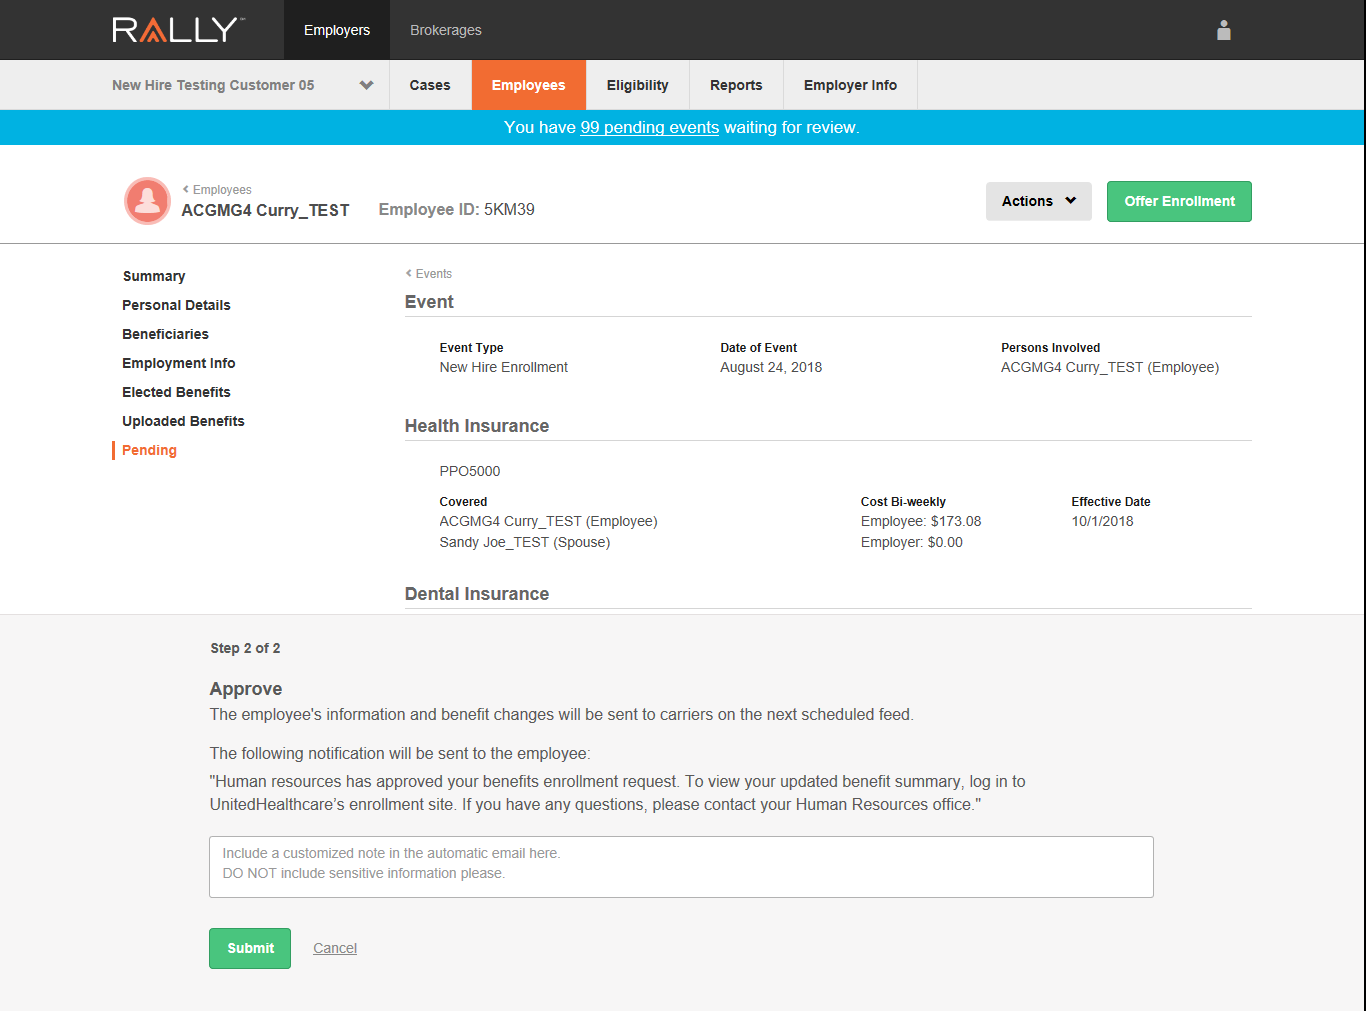 RALLY™ Employers Brokerages
New Hire Testing Customer 05 Cases Employees Eligibility Reports Employer Info
You have 99 pending events waiting for review.
Employees
ACGMG4 Curry_TEST Employee ID: 5KM39 Actions Offer Enrollment
Summary
Personal Details
Beneficiaries
Employment Info
Elected Benefits
Uploaded Benefits
Pending
Events
Event
Event Type Date of Event Persons Involved
New Hire Enrollment August 24, 2018 ACGMG4 Curry_TEST (Employee)
Health Insurance
PPO5000
Covered Cost Bi-weekly Effective Date
ACGMG4 Curry_TEST (Employee) Employee: $173.08 10/1/2018
Sandy Joe_TEST (Spouse) Employer: $0.00
Dental Insurance
Step 2 of 2
Approve
The employee's information and benefit changes will be sent to carriers on the next scheduled feed.
The following notification will be sent to the employee:
"Human resources has approved your benefits enrollment request. To view your updated benefit summary, log in to
UnitedHealthcare’s enrollment site. If you have any questions, please contact your Human Resources office."
Include a customized note in the automatic email here.
DO NOT include sensitive information please.
Submit Cancel